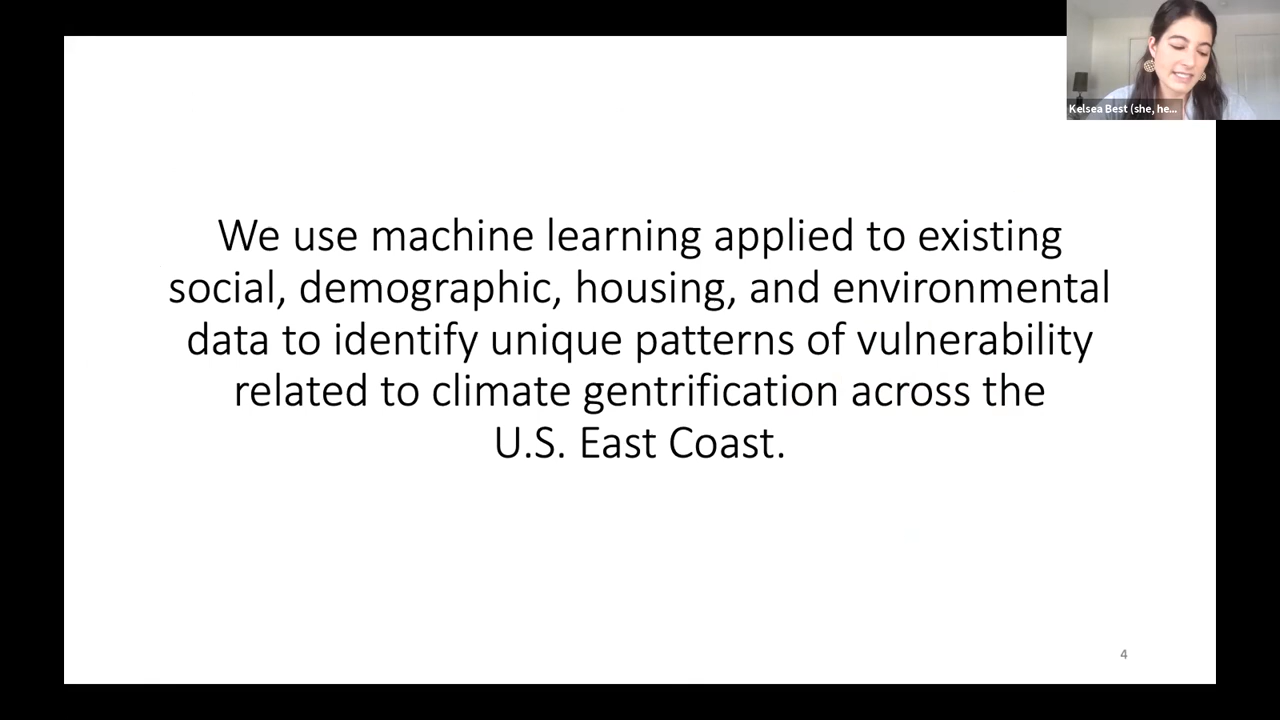 Kelsea Best (she, he...
We use machine learning applied to existing
social, demographic, housing, and environmental
data to identify unique patterns of vulnerability
related to climate gentrification across the
U.S. East Coast.
4